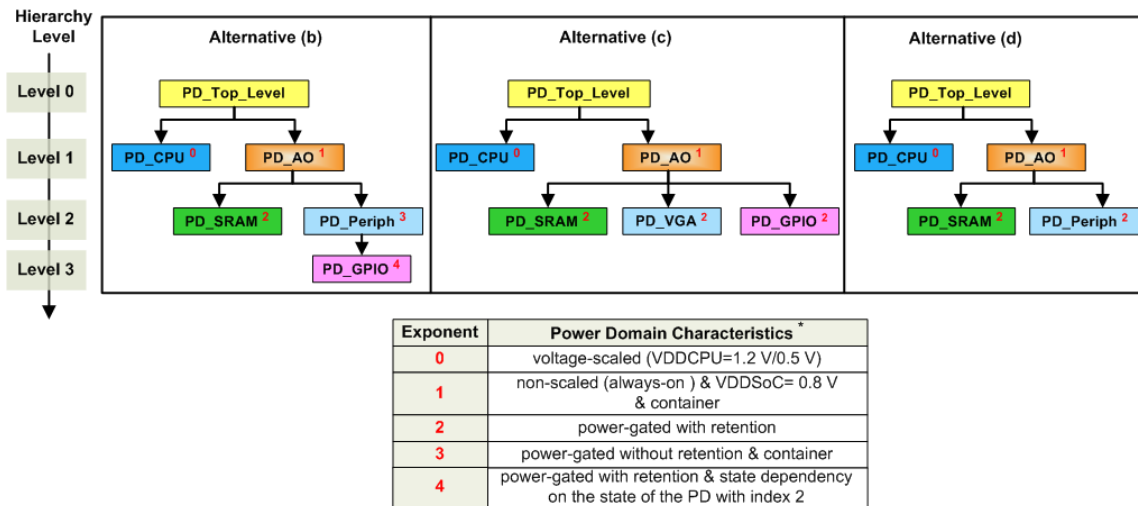 Hierarchy
Level
Level 0
Level 1
Level 2
Level 3
Alternative (b)
PD_Top_Level
PD_CPU 0
PD_AO 1
PD_SRAM 2
PD_Periph 3
PD_GPIO 4
Alternative (c)
PD_Top_Level
PD_CPU 0
PD_AO 1
PD_SRAM 2
PD_VGA 2
PD_GPIO 2
Alternative (d)
PD_Top_Level
PD_CPU 0
PD_AO 1
PD_SRAM 2
PD_Periph 2
Exponent Power Domain Characteristics *
0 voltage-scaled (VDDCPU=1.2 V/0.5 V)
1 non-scaled (always-on ) & VDDSoC= 0.8 V
& container
2 power-gated with retention
3 power-gated without retention & container
4 power-gated with retention & state dependency
on the state of the PD with index 2